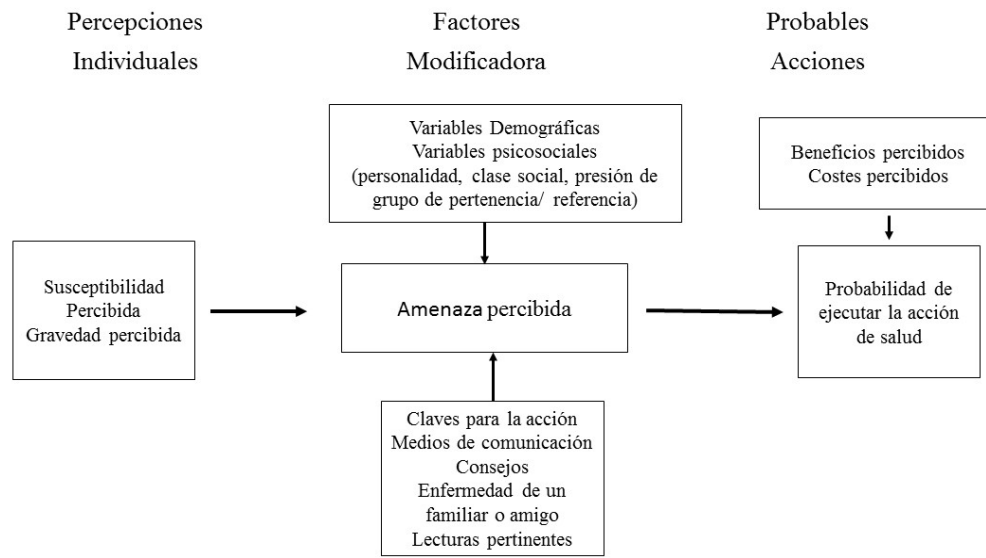 Percepciones
Individuales
Factores
Modificadora
Probables
Acciones
Variables Demográficas
Variables psicosociales
(personalidad, clase social, presión de
grupo de pertenencia/ referencia)
Beneficios percibidos
Costes percibidos
Susceptibilidad
Percibida
Gravedad percibida
Amenaza percibida
Probabilidad de
ejecutar la acción
de salud
Claves para la acción
Medios de comunicación
Consejos
Enfermedad de un
familiar o amigo
Lecturas pertinentes